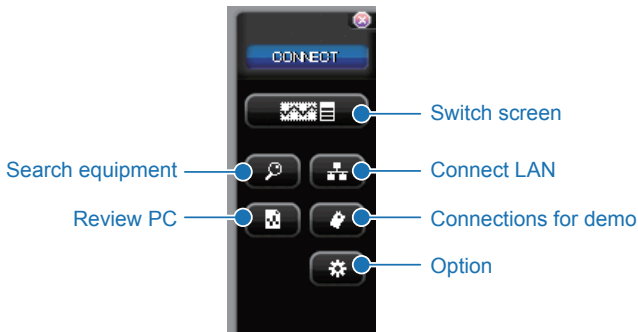 CONNECT
Switch screen
Search equipment
Connect LAN
Review PC
Connections for demo
Option